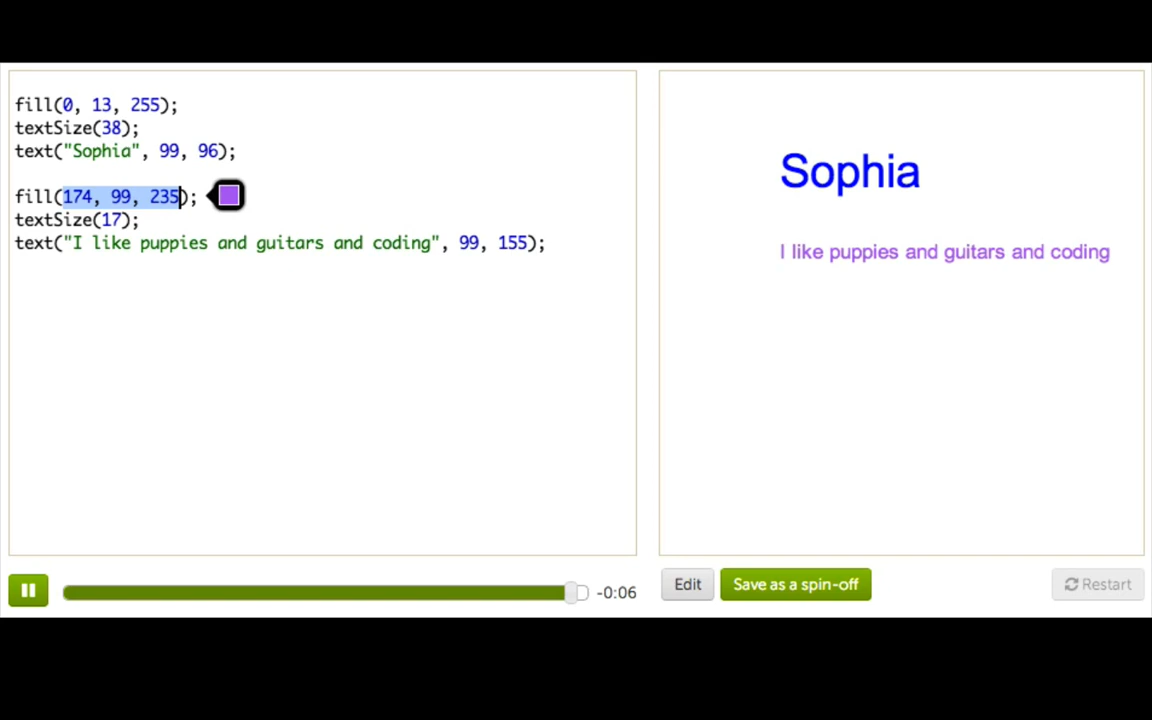 fill(0, 13, 255);
textSize(38);
text("Sophia", 99, 96);
fill(174, 99, 235);
textSize(17);
text("I like puppies and guitars and coding", 99, 155);
Sophia
I like puppies and guitars and coding
-0:06
Edit
Save as a spin-off
Restart